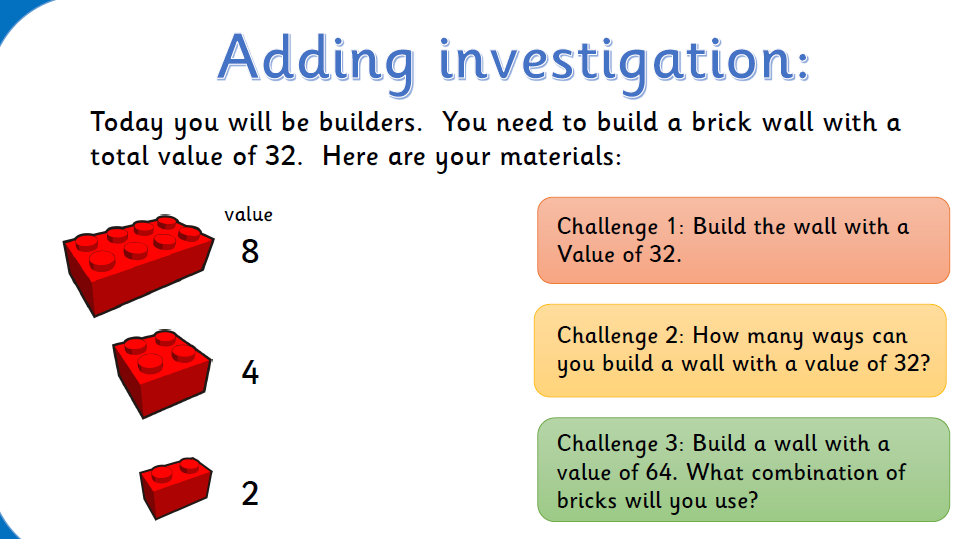 Adding investigation:
Today you will be builders.  You need to build a brick wall with a
total value of 32.  Here are your materials:
value
8
4
2
Challenge 1: Build the wall with a
Value of 32.
Challenge 2: How many ways can
you build a wall with a value of 32?
Challenge 3: Build a wall with a
value of 64. What combination of
bricks will you use?